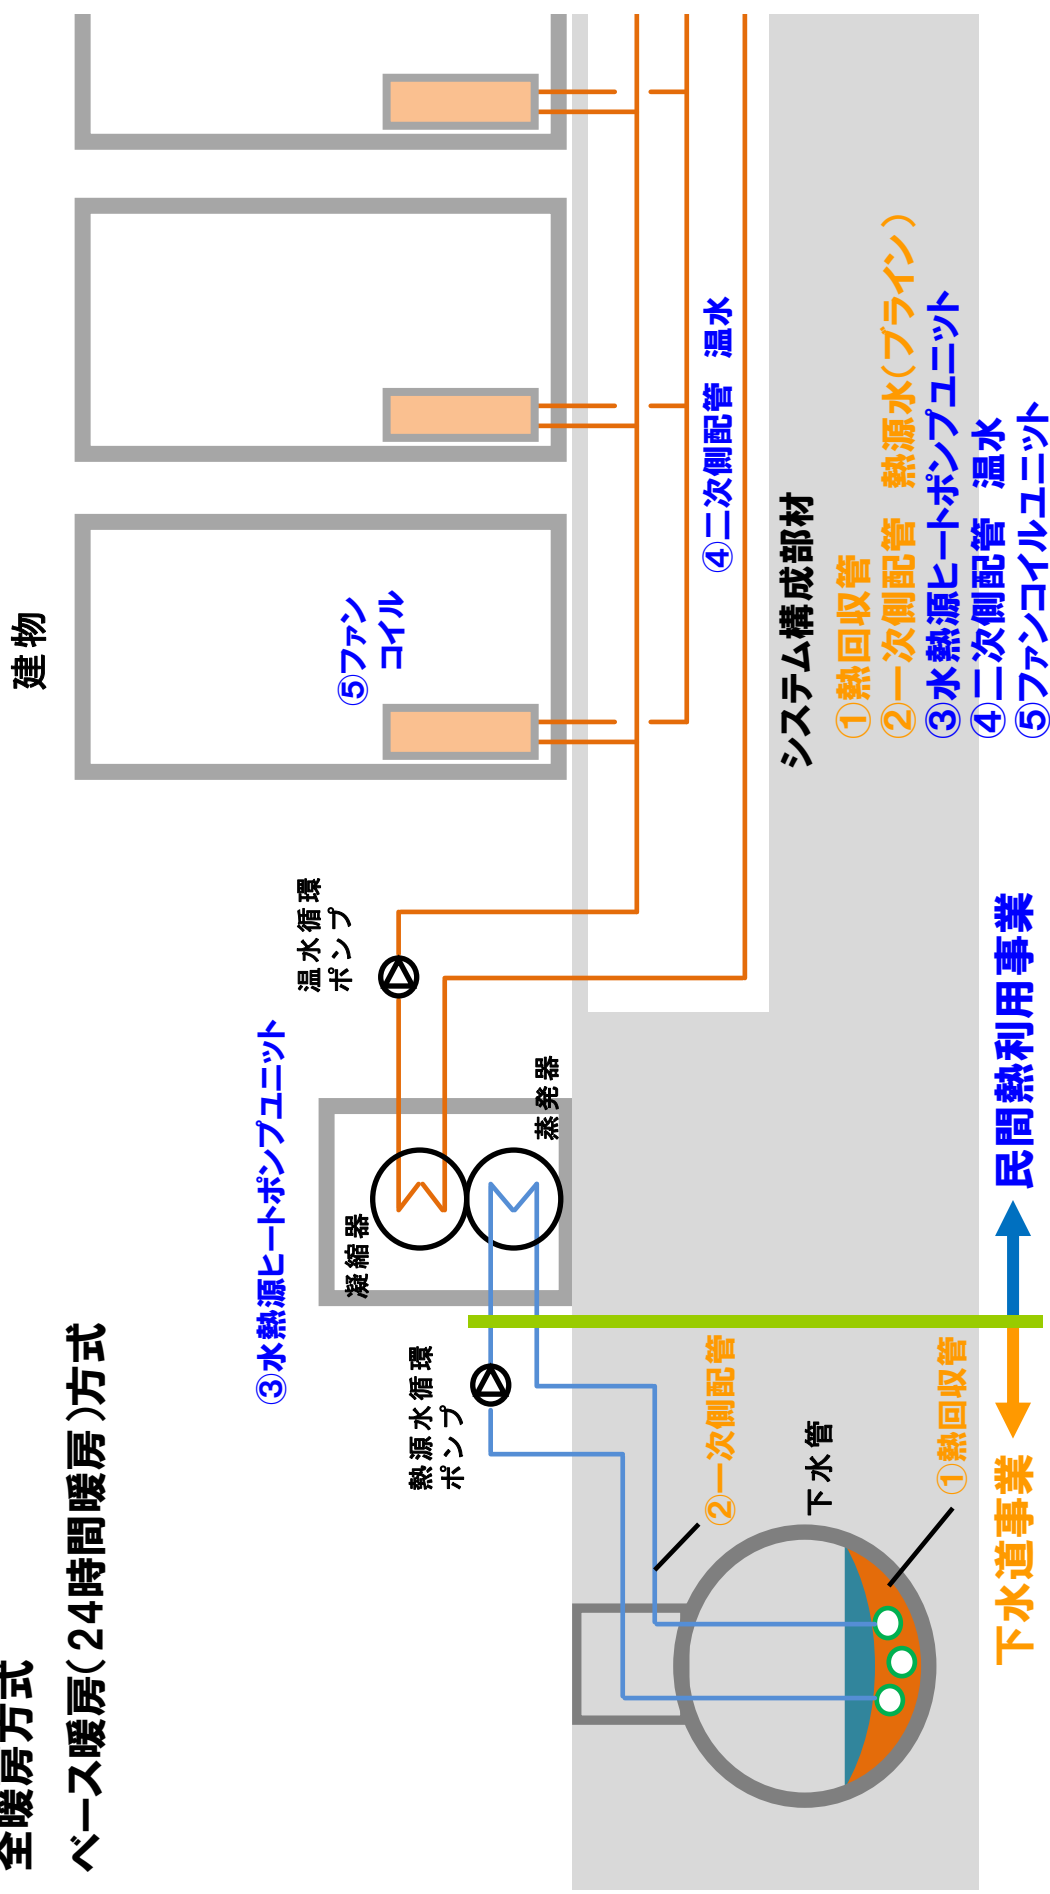 全暖房方式
ベース暖房(24時間暖房)方式
建物
③水熱源ヒートポンプユニット
温水循環
ポンプ
⑤ファン
コイル
凝縮器
蒸発器
熱源水循環
ポンプ
②一次側配管
④二次側配管　温水
下水管
①熱回収管
システム構成部材
①熱回収管
②一次側配管　熱源水(ブライン)
③水熱源ヒートポンプユニット
④二次側配管　温水
⑤ファンコイルユニット
下水道事業
民間熱利用事業